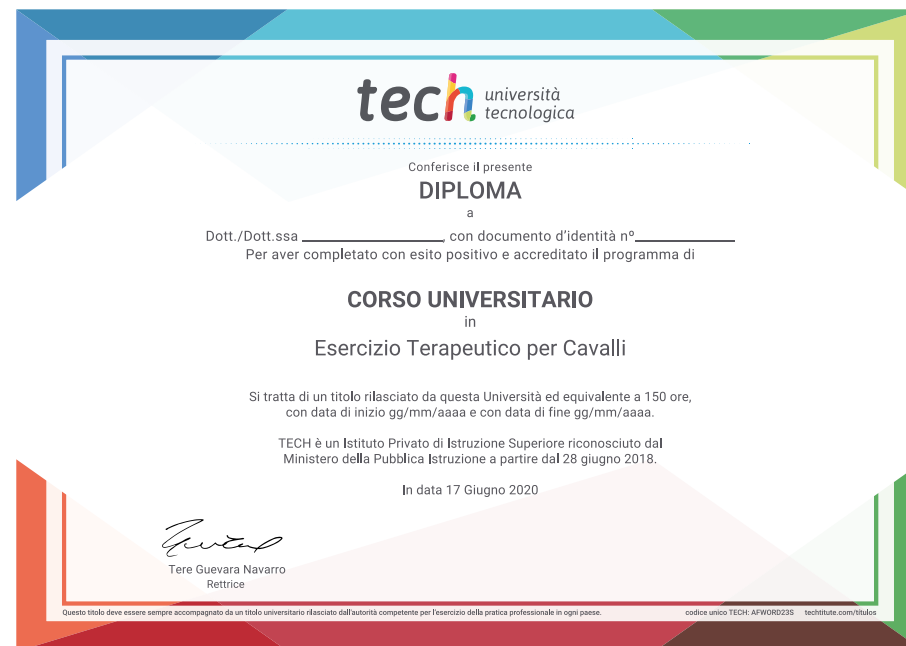 tech università
tecnologica
Conferisce il presente
DIPLOMA
a
Dott./Dott.ssa ____________________, con documento d'identità nº______________
Per aver completato con esito positivo e accreditato il programma di
CORSO UNIVERSITARIO
in
Esercizio Terapeutico per Cavalli
Si tratta di un titolo rilasciato da questa Università ed equivalente a 150 ore,
con data di inizio gg/mm/aaaa e con data di fine gg/mm/aaaa.
TECH è un Istituto Privato di Istruzione Superiore riconosciuto dal
Ministero della Pubblica Istruzione a partire dal 28 giugno 2018.
In data 17 Giugno 2020
Tere Guevara Navarro
Rettrice
Questo titolo deve essere sempre accompagnato da un titolo universitario rilasciato dall'autorità competente per l'esercizio della pratica professionale in ogni paese. codice unico TECH: AFWORD23S techtitute.com/titulos